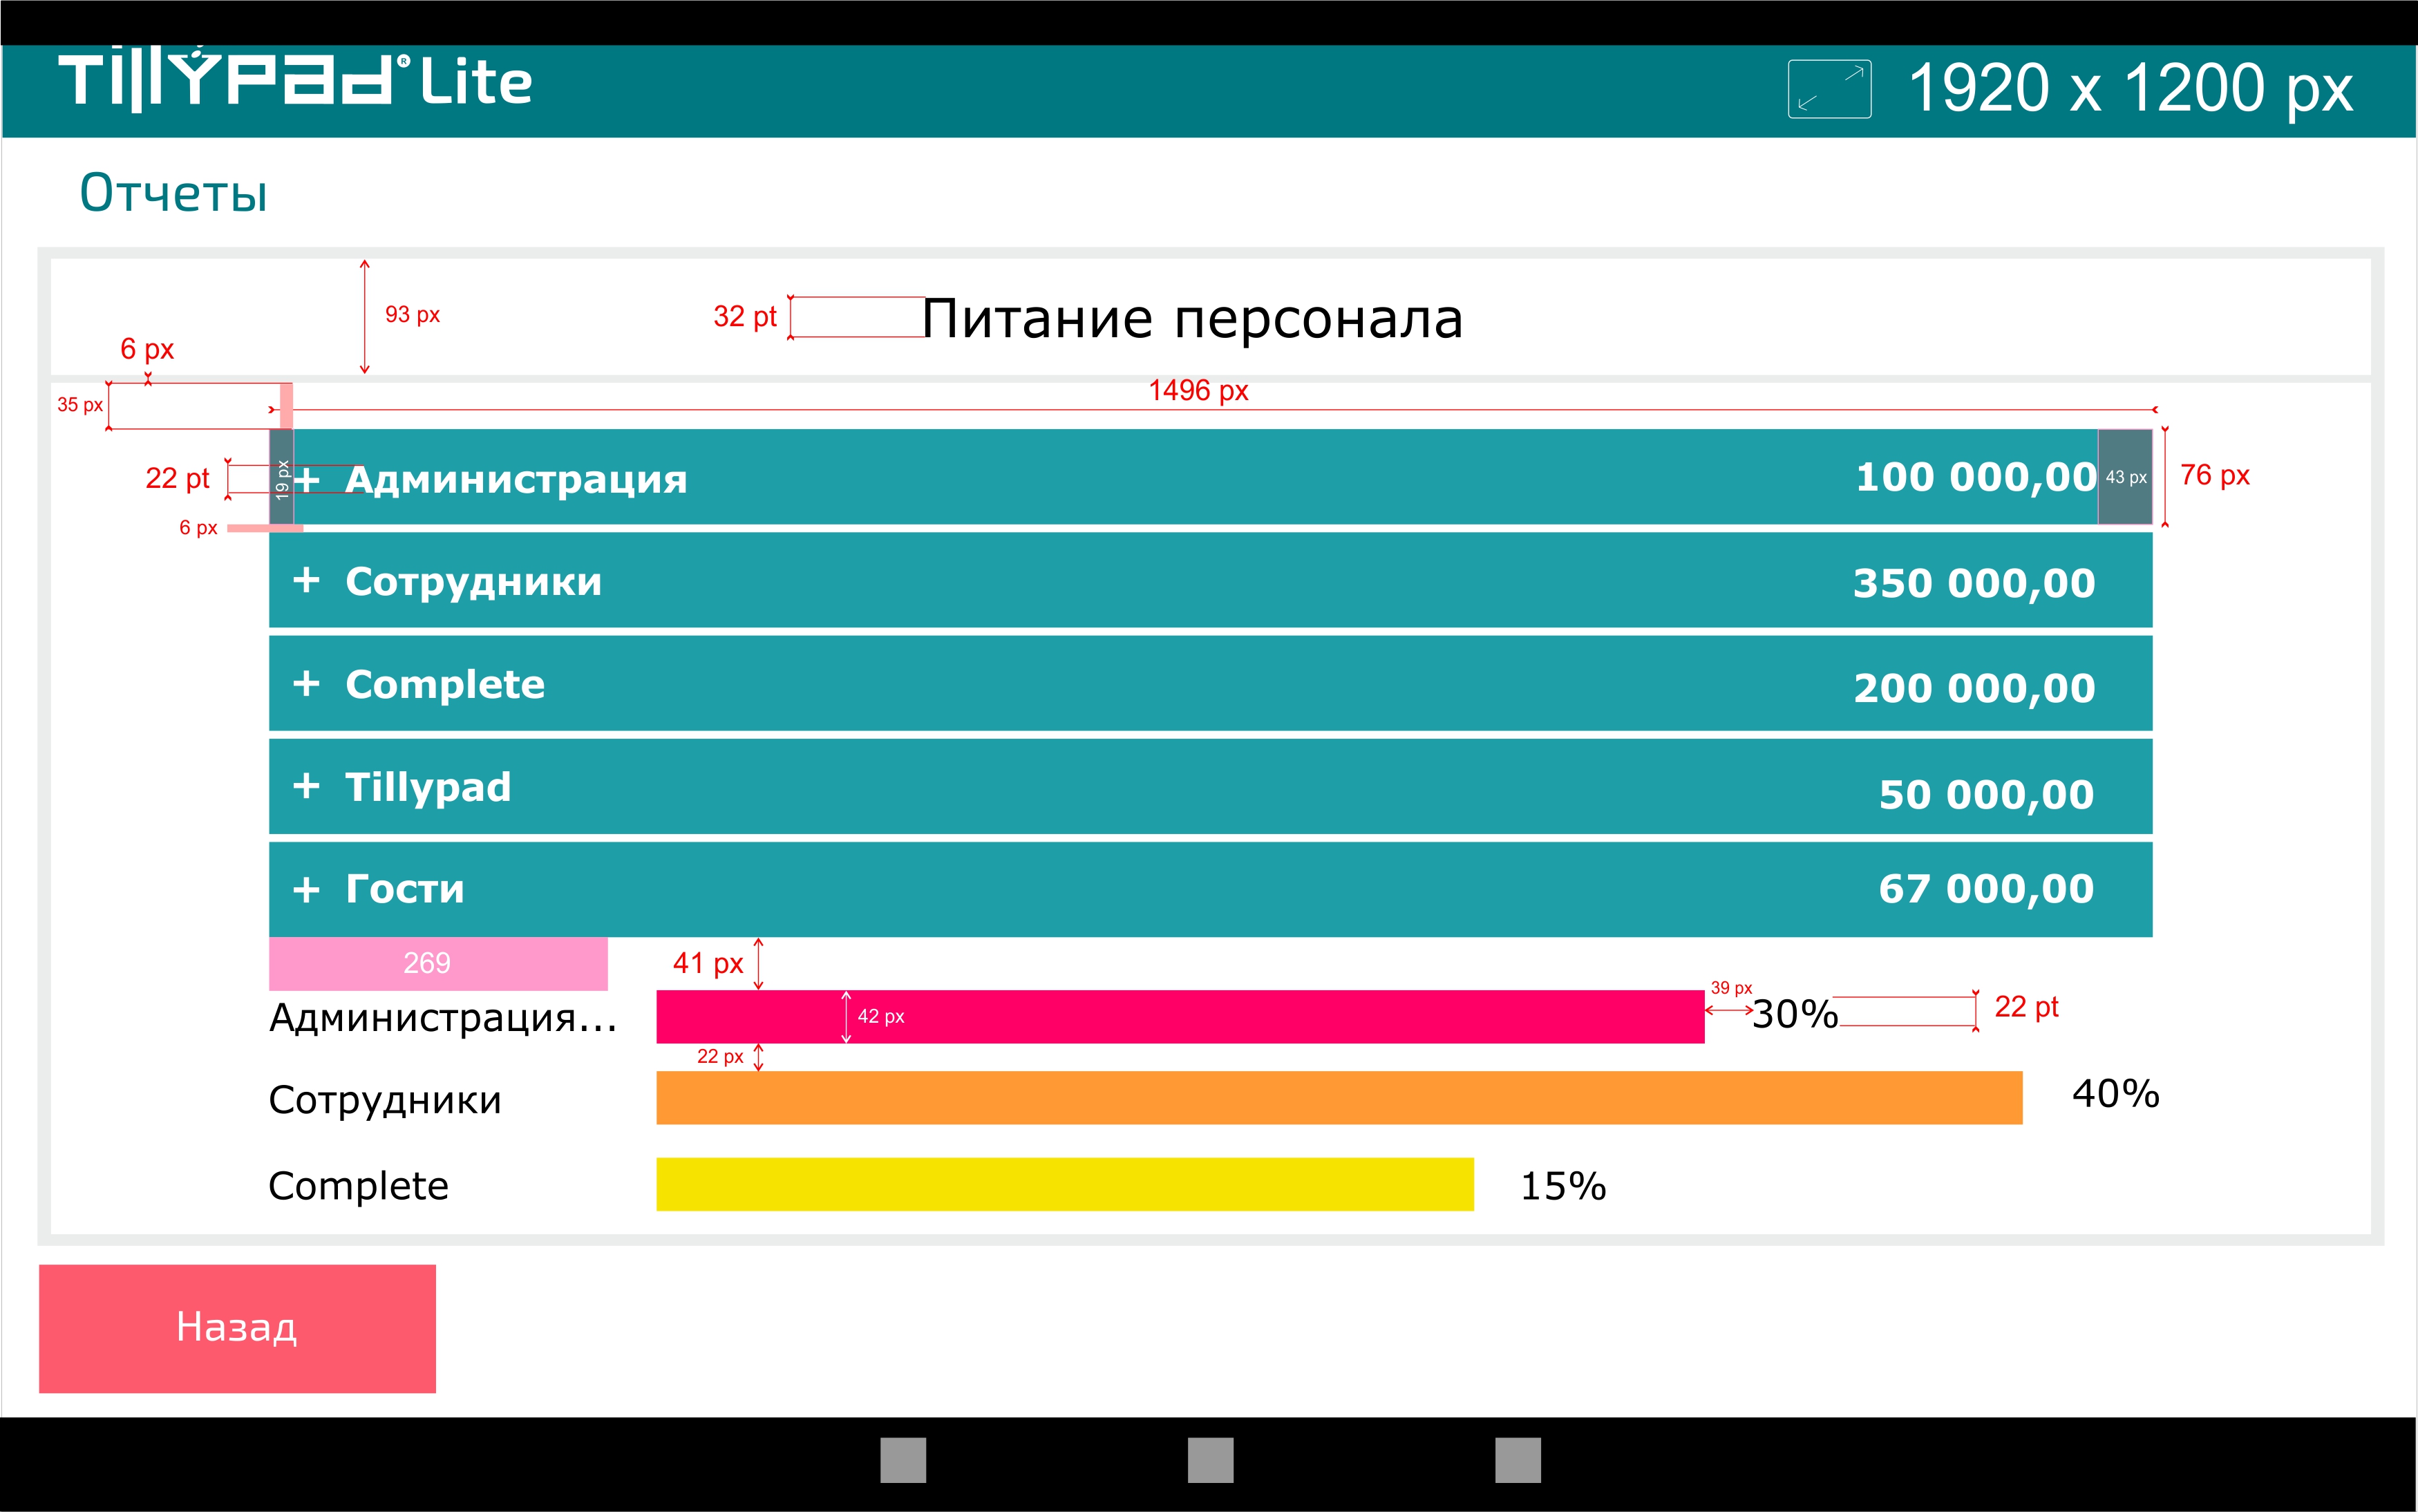 Tillypad® Lite
1920 x 1200 px
Отчеты
93 px
32 pt
Питание персонала
6 px
35 px
1496 px
22 pt
19 px
+ Администрация 100 000,00
43 px
76 px
6 px
+ Сотрудники 350 000,00
+ Complete 200 000,00
+ Tillypad 50 000,00
+ Гости 67 000,00
269
41 px
Администрация...
42 px
39 px
30%
22 pt
22 px
Сотрудники 40%
Complete 15%
Назад